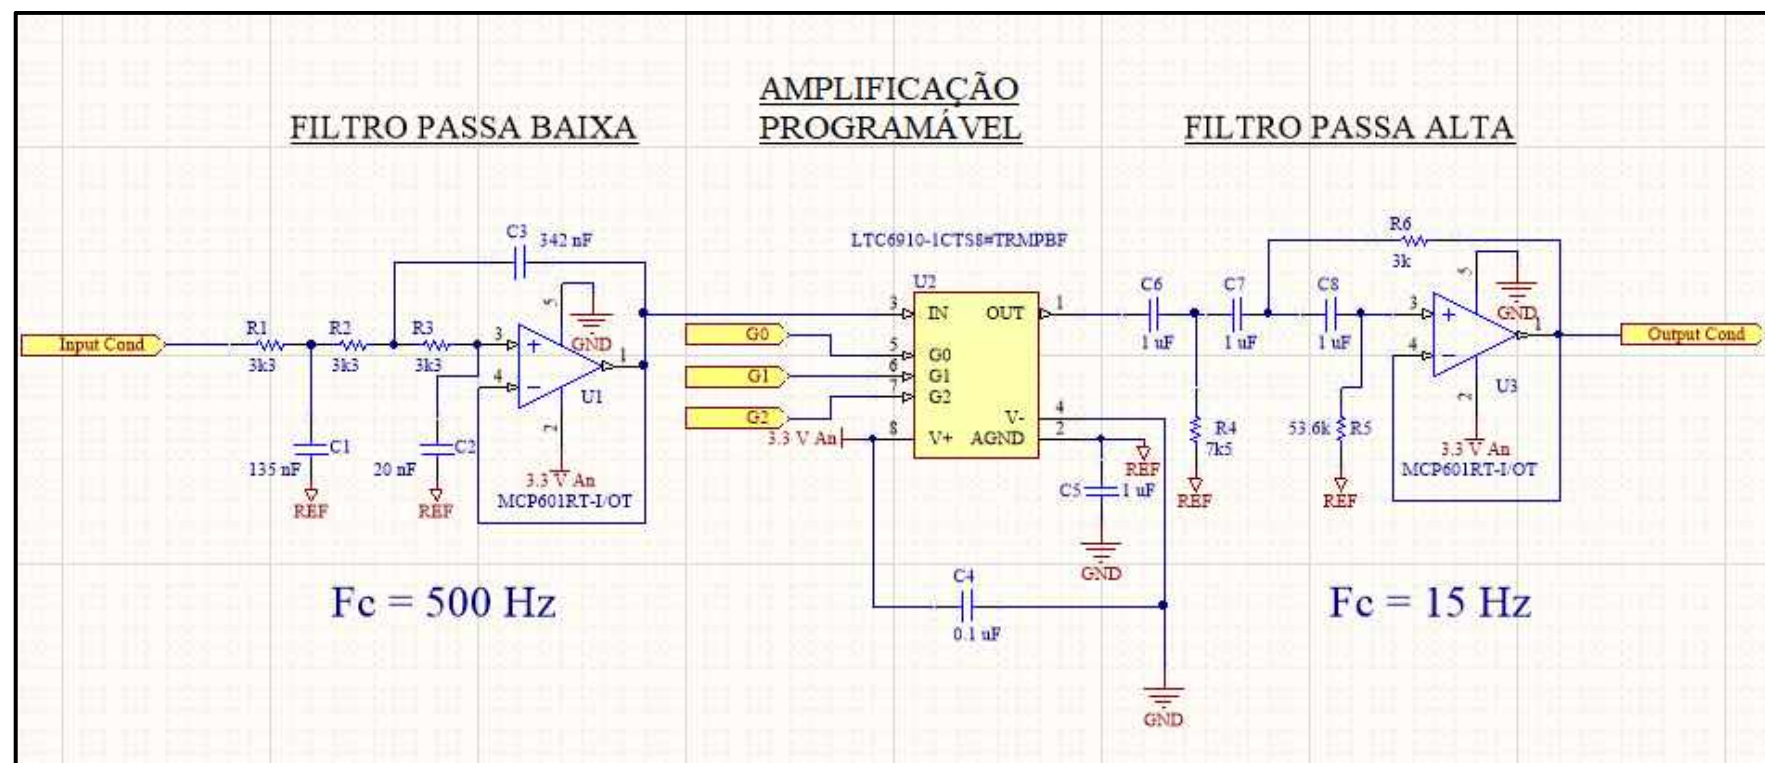 AMPLIFICAÇÃO
PROGRAMÁVEL
FILTRO PASSA BAIXA
FILTRO PASSA ALTA
C3 342 nF
Input Cond
R1
3k3
R2
3k3
R3
3k3
3
4
5
GND
1
U1
2
C1
135 nF
REF
C2
20 nF
REF
3.3 V An
MCP601RT-I/OT
Fc = 500 Hz
LTC6910-1CTS8#TRMPBF
U2
3 IN
OUT 1
G0
5 G0
G1
6 G1
G2
7 G2
3.3 V An
8 V+
V- 4
AGND 2
REF
C5 1 uF
GND
C4
0.1 uF
GND
C6
1 uF
C7
1 uF
C8
1 uF
R6
3k
R4
7k5
REF
53.6k R5
REF
3
4
5
GND
1
U3
2
3.3 V An
MCP601RT-I/OT
Output Cond
Fc = 15 Hz